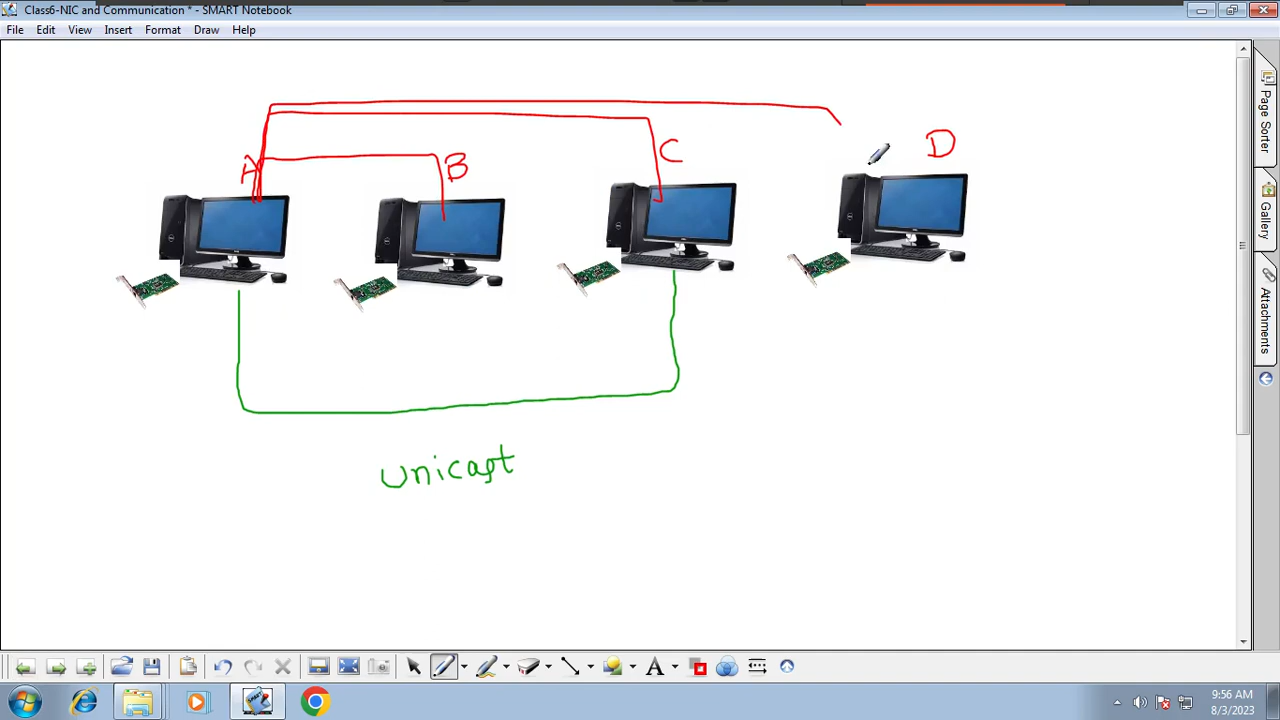 Class6-NIC and Communication * - SMART Notebook
File Edit View Insert Format Draw Help
A
B
C
D
unicast
Page Sorter
Gallery
Attachments
A
9:56 AM
8/3/2023